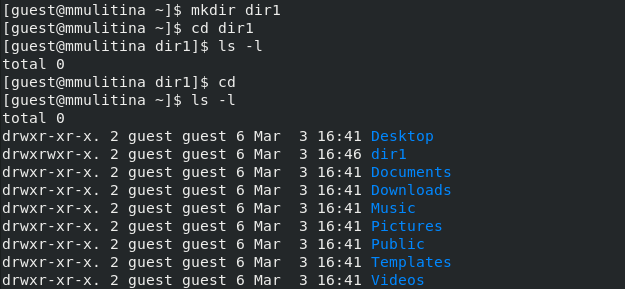 [guest@mmulitina ~]$ mkdir dir1
[guest@mmulitina ~]$ cd dir1
[guest@mmulitina dir1]$ ls -l
total 0
[guest@mmulitina dir1]$ cd
[guest@mmulitina ~]$ ls -l
total 0
drwxr-xr-x. 2 guest guest 6 Mar  3 16:41 Desktop
drwxrwxr-x. 2 guest guest 6 Mar  3 16:46 dir1
drwxr-xr-x. 2 guest guest 6 Mar  3 16:41 Documents
drwxr-xr-x. 2 guest guest 6 Mar  3 16:41 Downloads
drwxr-xr-x. 2 guest guest 6 Mar  3 16:41 Music
drwxr-xr-x. 2 guest guest 6 Mar  3 16:41 Pictures
drwxr-xr-x. 2 guest guest 6 Mar  3 16:41 Public
drwxr-xr-x. 2 guest guest 6 Mar  3 16:41 Templates
drwxr-xr-x. 2 guest guest 6 Mar  3 16:41 Videos